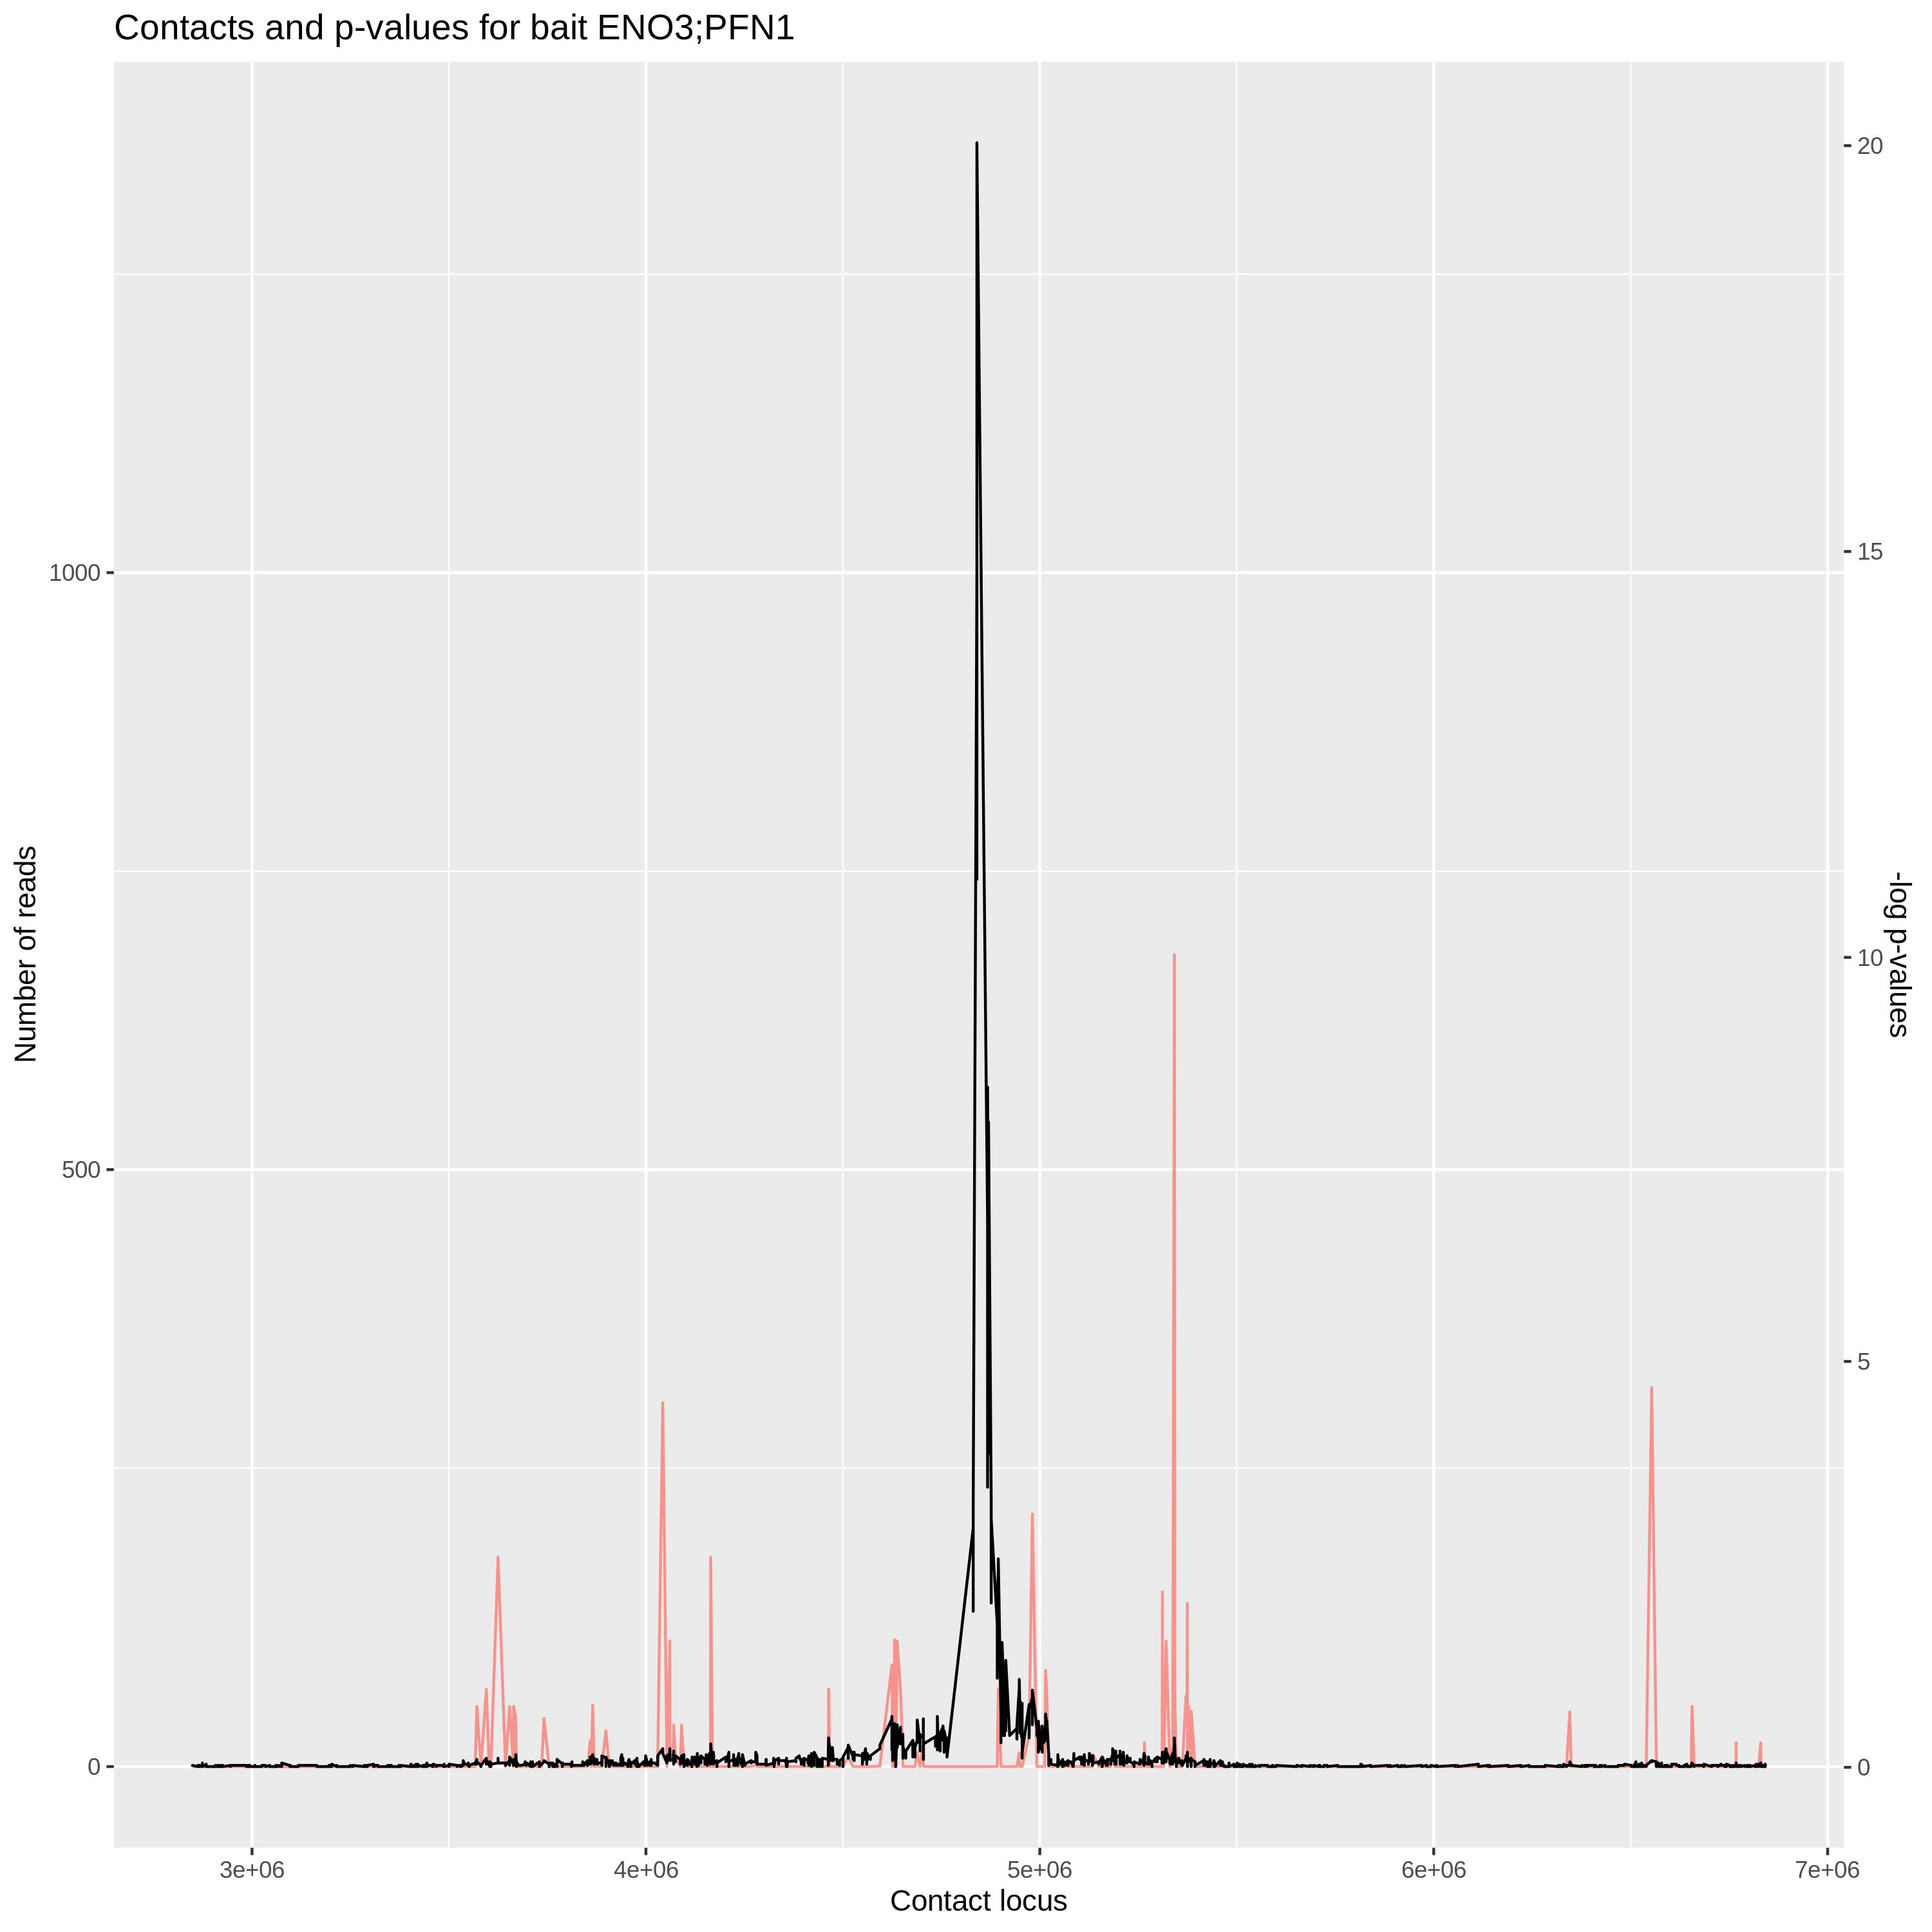 Contacts and p-values for bait ENO3;PFN1
20
15
1000
10
Number of reads
-log p-values
500
5
0
0
3e+06
4e+06
5e+06
6e+06
7e+06
Contact locus